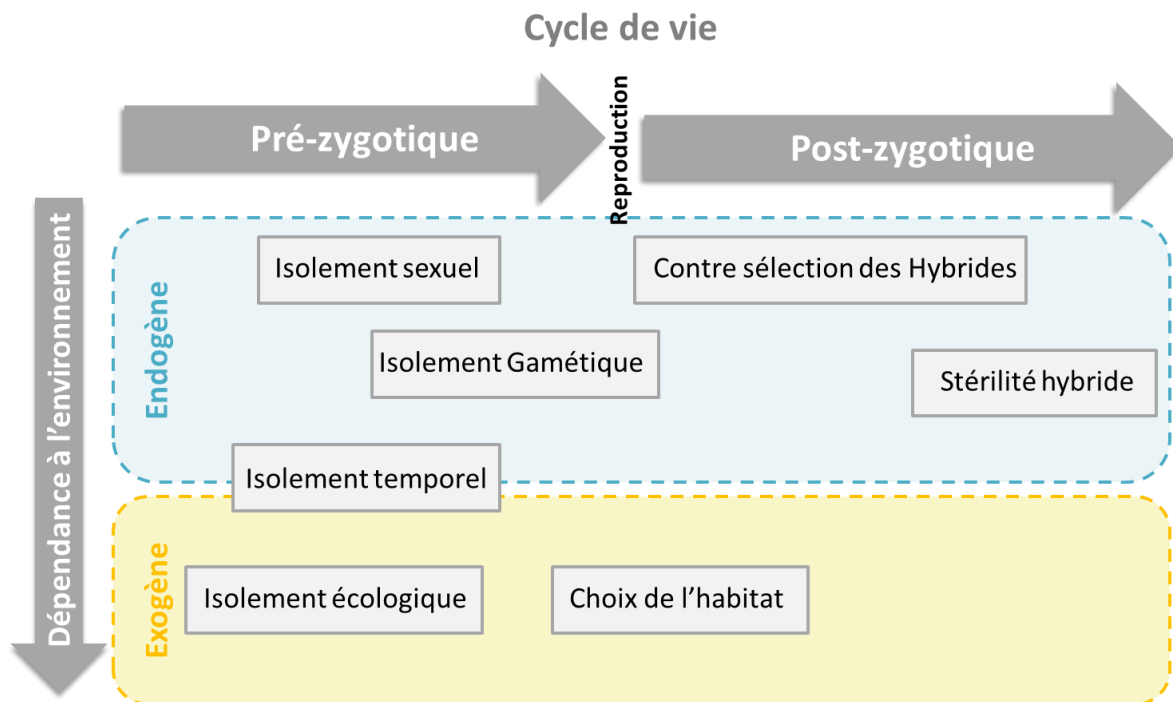 Cycle de vie
Pré-zygotique
Reproduction
Post-zygotique
Dépendance à l'environnement
Endogène
Isolement sexuel
Contre sélection des Hybrides
Isolement Gamétique
Stérilité hybride
Isolement temporel
Exogène
Isolement écologique
Choix de l'habitat